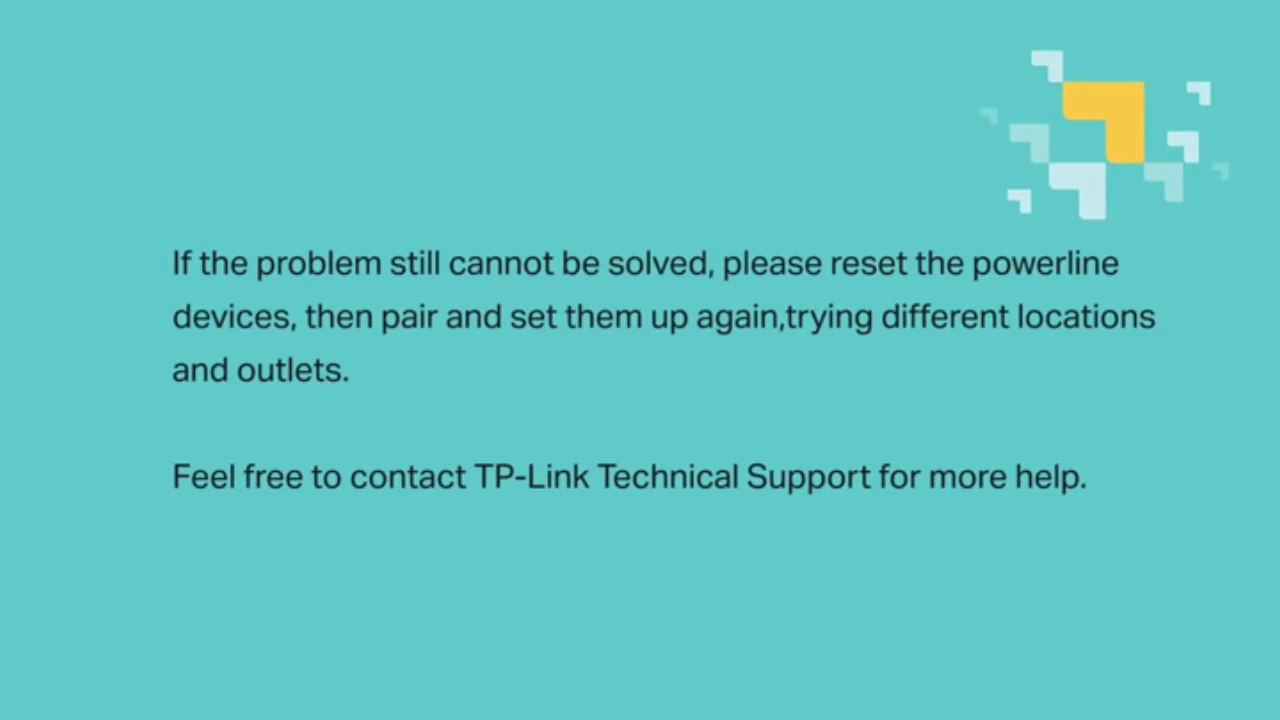 If the problem still cannot be solved, please reset the powerline
devices, then pair and set them up again,trying different locations
and outlets.
Feel free to contact TP-Link Technical Support for more help.